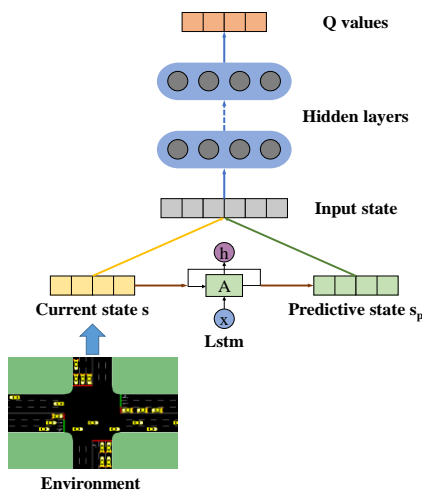 Q values
Hidden layers
Input state
h
A
Current state s
Predictive state sₚ
x
Lstm
Environment